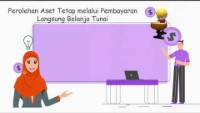 Perolehan Aset Tetap melalui Pembayaran
Langsung Belanja Tunai